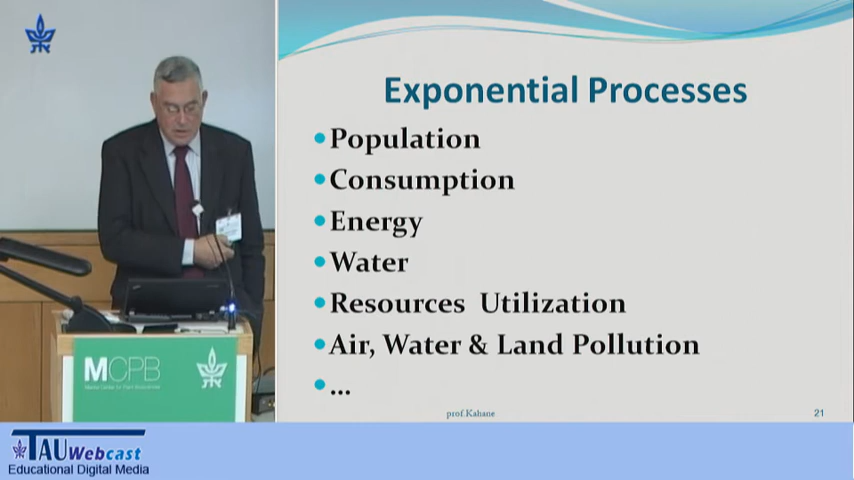 Exponential Processes
Population
Consumption
Energy
Water
Resources Utilization
Air, Water & Land Pollution
...
prof.Kahane
21
MCPB
TAUWebcast
Educational Digital Media